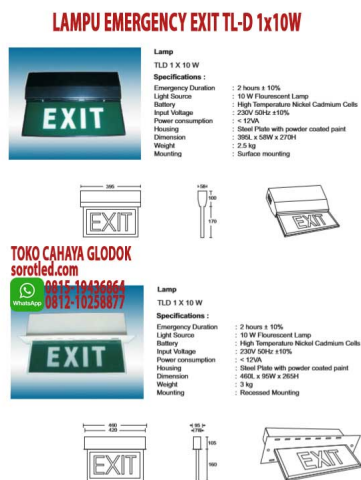 LAMPU EMERGENCY EXIT TL-D 1x10W
Lamp
TLD 1 X 10 W
Specifications :
Emergency Duration : 2 hours ± 10%
Light Source : 10 W Flourescent Lamp
Battery : High Temperature Nickel Cadmium Cells
Input Voltage : 230V 50Hz ±10%
Power consumption : < 12VA
Housing : Steel Plate with powder coated paint
Dimension : 395L x 58W x 270H
Weight : 2.5 kg
Mounting : Surface mounting
EXIT
395
58
100
170
EXIT
EXIT
TOKO CAHAYA GLODOK
sorotled.com
0815-19436864
0812-10258877
WhatsApp
Lamp
TLD 1 X 10 W
Specifications :
Emergency Duration : 2 hours ± 10%
Light Source : 10 W Flourescent Lamp
Battery : High Temperature Nickel Cadmium Cells
Input Voltage : 230V 50Hz ±10%
Power consumption : < 12VA
Housing : Steel Plate with powder coated paint
Dimension : 460L x 95W x 265H
Weight : 3 kg
Mounting : Recessed Mounting
EXIT
420
95
105
160
EXIT
EXIT